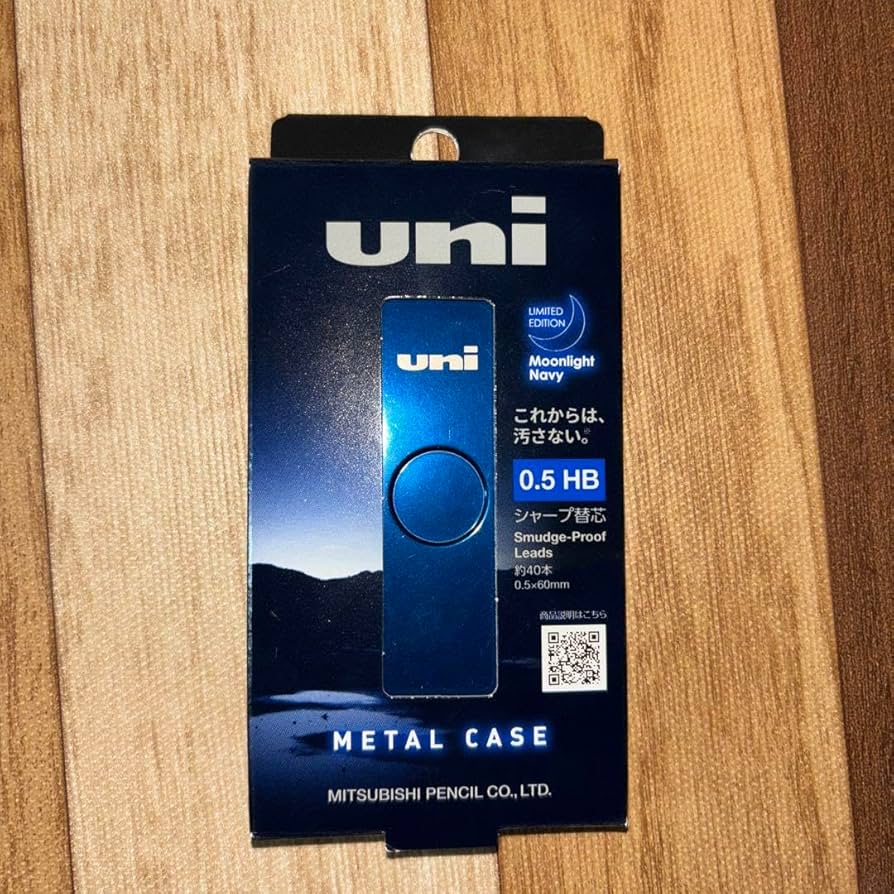 uni
uni
LIMITED
EDITION
Moonlight
Navy
これからは、
汚さない。※
0.5 HB
シャープ替芯
Smudge-Proof
Leads
約40本
0.5×60mm
商品説明はこちら
METAL CASE
MITSUBISHI PENCIL CO., LTD.